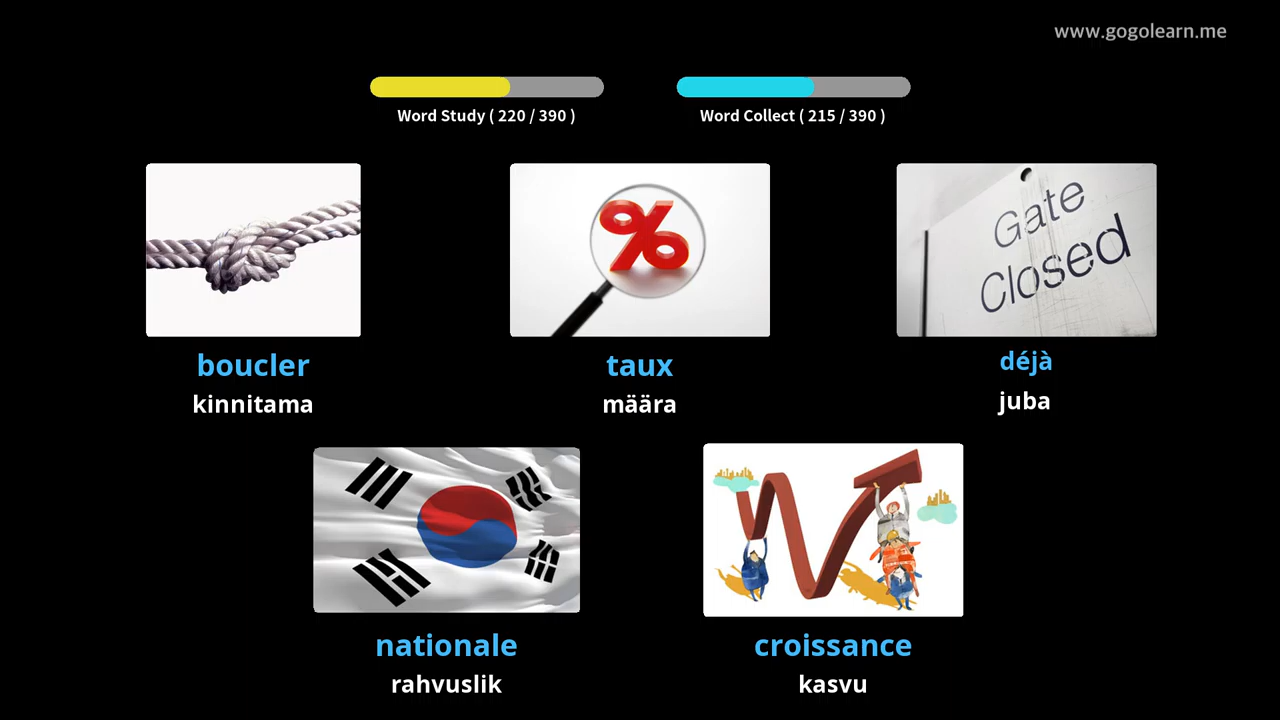 www.gogolearn.me
Word Study ( 220 / 390 )
Word Collect ( 215 / 390 )
Gate
Closed
boucler
kinnitama
taux
määra
déjà
juba
nationale
rahvuslik
croissance
kasvu